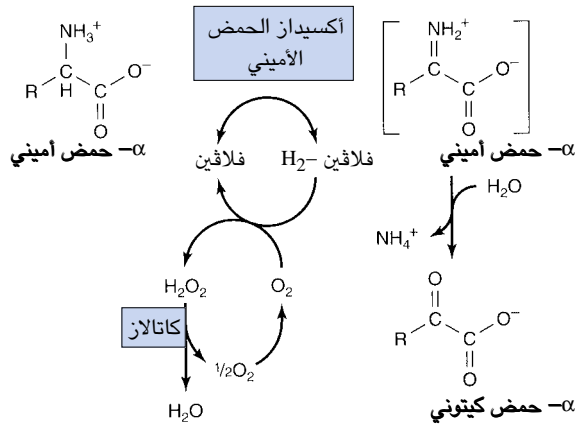 NH3+
R
H
C
C
O−
O
α– حمض أميني
أكسيداز الحمض
الأميني
فلاڤين
فلاڤين –H2
NH2+
R
C
C
O−
O
α– حمض أميني
H2O
NH4+
H2O2
O2
كاتالاز
½O2
H2O
O
R
C
C
O−
O
α– حمض كيتوني